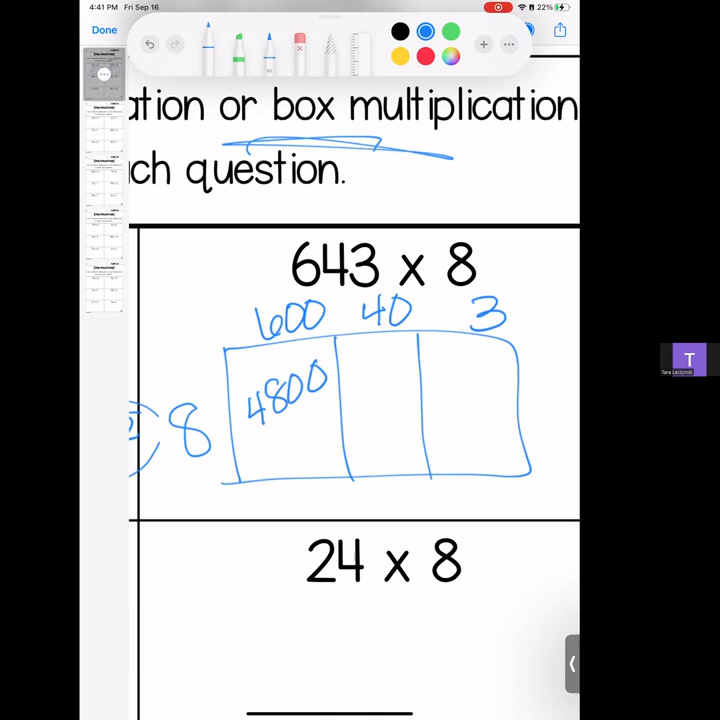 4:41 PM Fri Sep 16
22%
Done
ation or box multiplication
ch question.
643 x 8
600 40 3
4800
8
24 x 8
T
Tara Laczynski